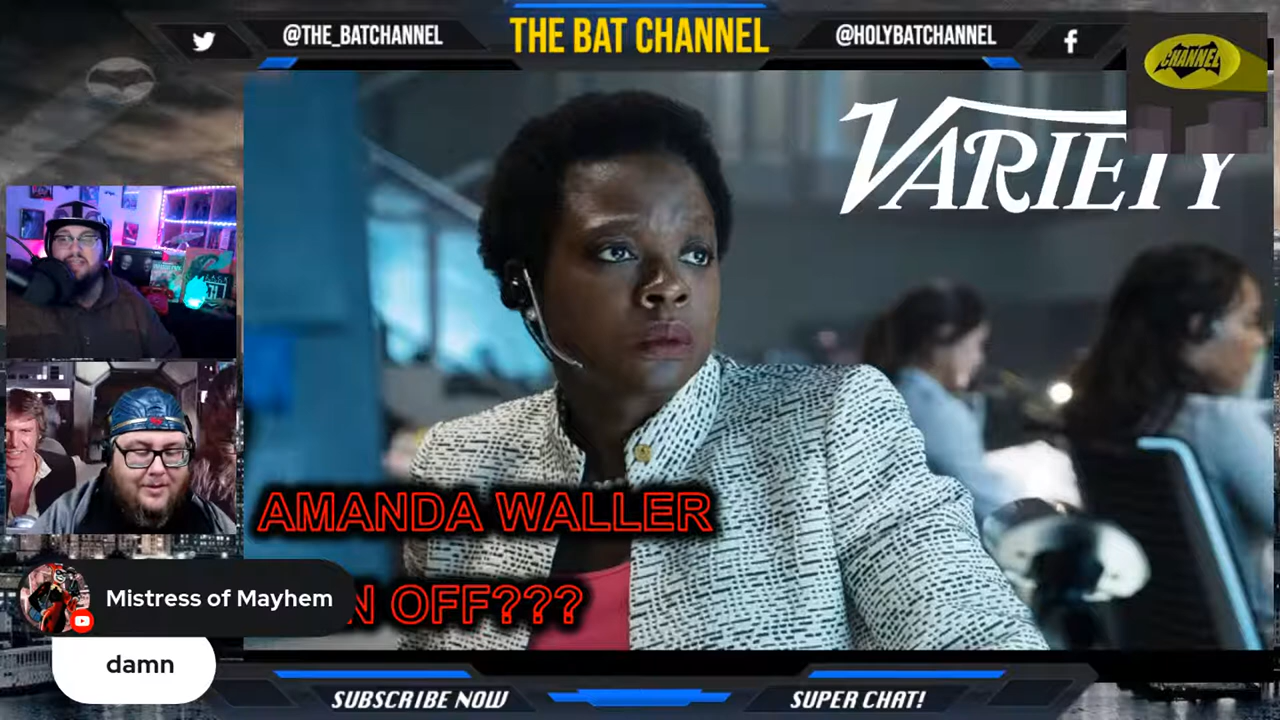 @THE_BATCHANNEL
THE BAT CHANNEL
@HOLYBATCHANNEL
CHANNEL
VARIETY
AMANDA WALLER
N OFF???
Mistress of Mayhem
damn
SUBSCRIBE NOW
SUPER CHAT!